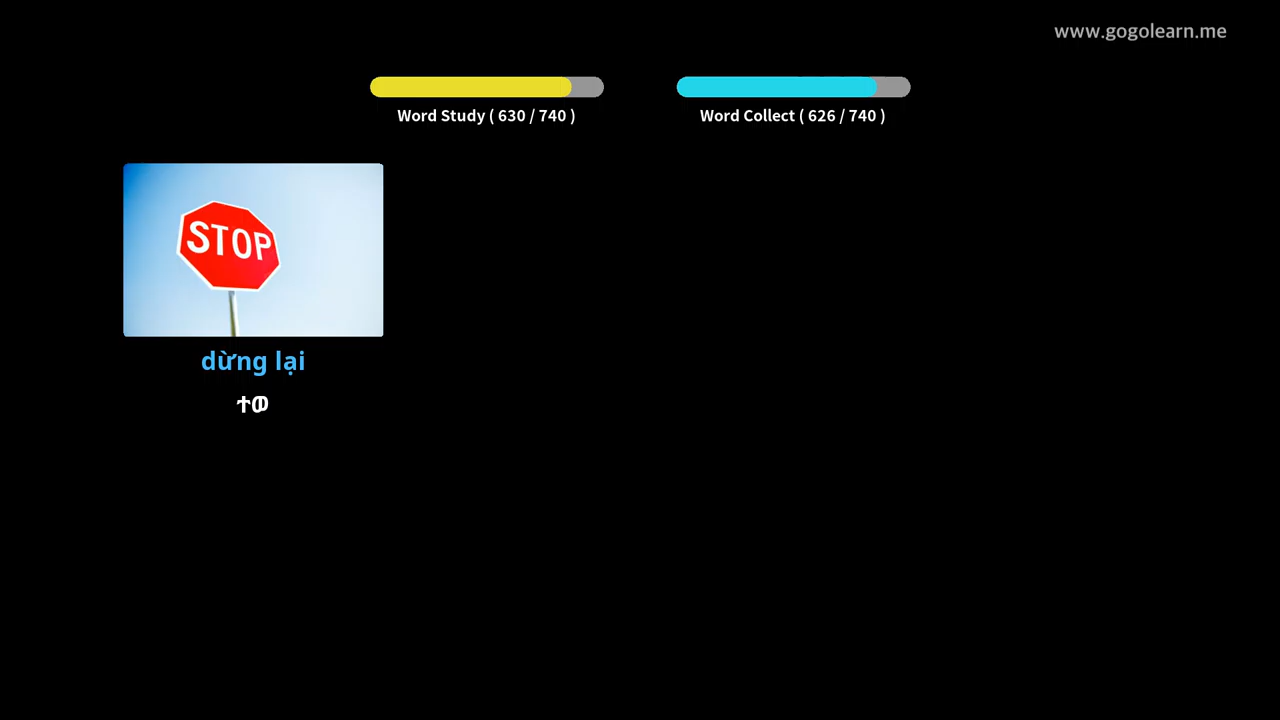 www.gogolearn.me
Word Study ( 630 / 740 )
Word Collect ( 626 / 740 )
STOP
dừng lại
ተው